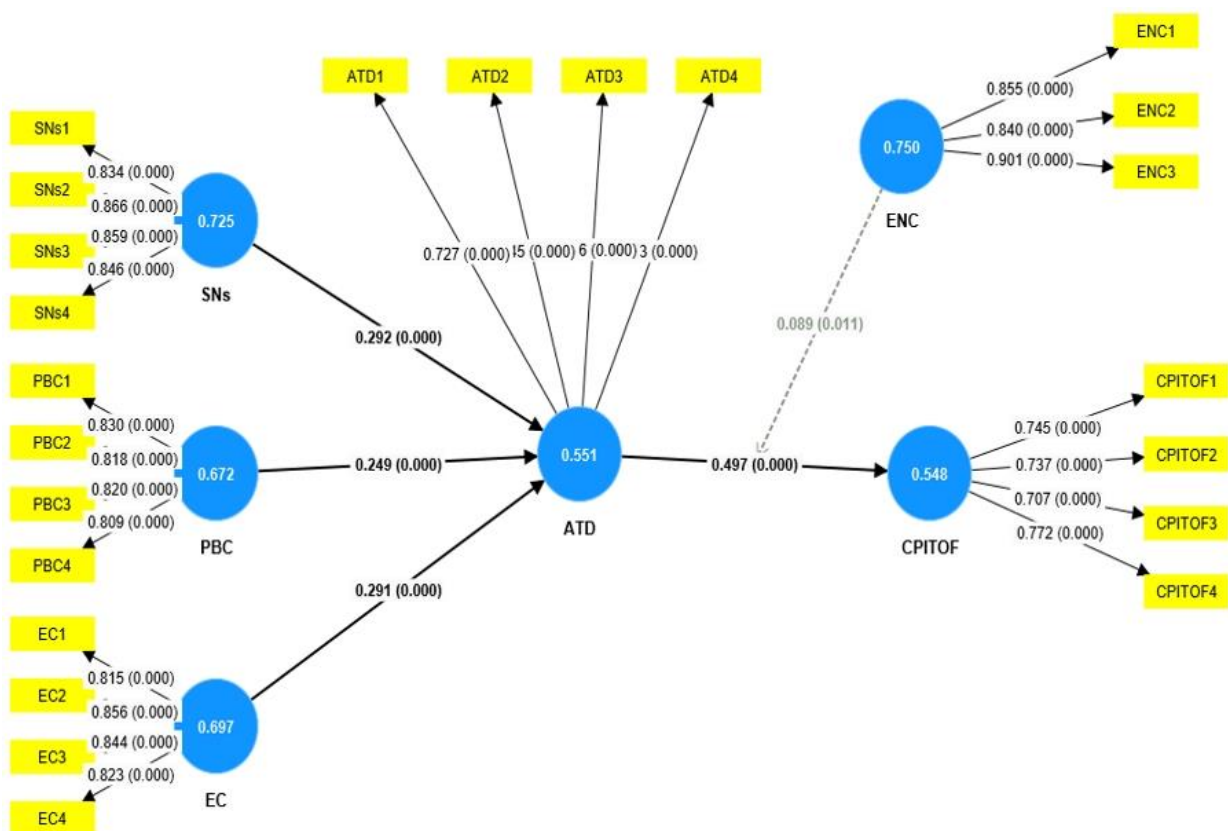 ENC1
ATD1
ATD2
ATD3
ATD4
0.855 (0.000)
ENC2
0.840 (0.000)
0.901 (0.000)
ENC3
0.750
ENC
SNs1
0.834 (0.000)
SNs2
0.866 (0.000)
0.859 (0.000)
SNs3
0.846 (0.000)
SNs4
0.725
SNs
0.727 (0.000)
(0.000)
(0.000)
(0.000)
0.292 (0.000)
0.089 (0.011)
PBC1
0.830 (0.000)
PBC2
0.818 (0.000)
0.820 (0.000)
PBC3
0.809 (0.000)
PBC4
0.672
PBC
0.249 (0.000)
0.551
ATD
0.497 (0.000)
0.548
CPITOF
CPITOF1
0.745 (0.000)
CPITOF2
0.737 (0.000)
0.707 (0.000)
CPITOF3
0.772 (0.000)
CPITOF4
0.291 (0.000)
EC1
0.815 (0.000)
EC2
0.856 (0.000)
0.844 (0.000)
EC3
0.823 (0.000)
EC4
0.697
EC